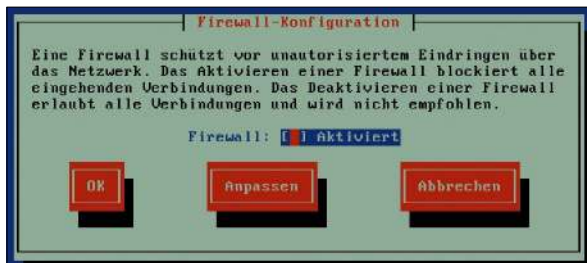 Firewall-Konfiguration
Eine Firewall schützt vor unautorisiertem Eindringen über
das Netzwerk. Das Aktivieren einer Firewall blockiert alle
eingehenden Verbindungen. Das Deaktivieren einer Firewall
erlaubt alle Verbindungen und wird nicht empfohlen.
Firewall: [ ] Aktiviert
OK Anpassen Abbrechen